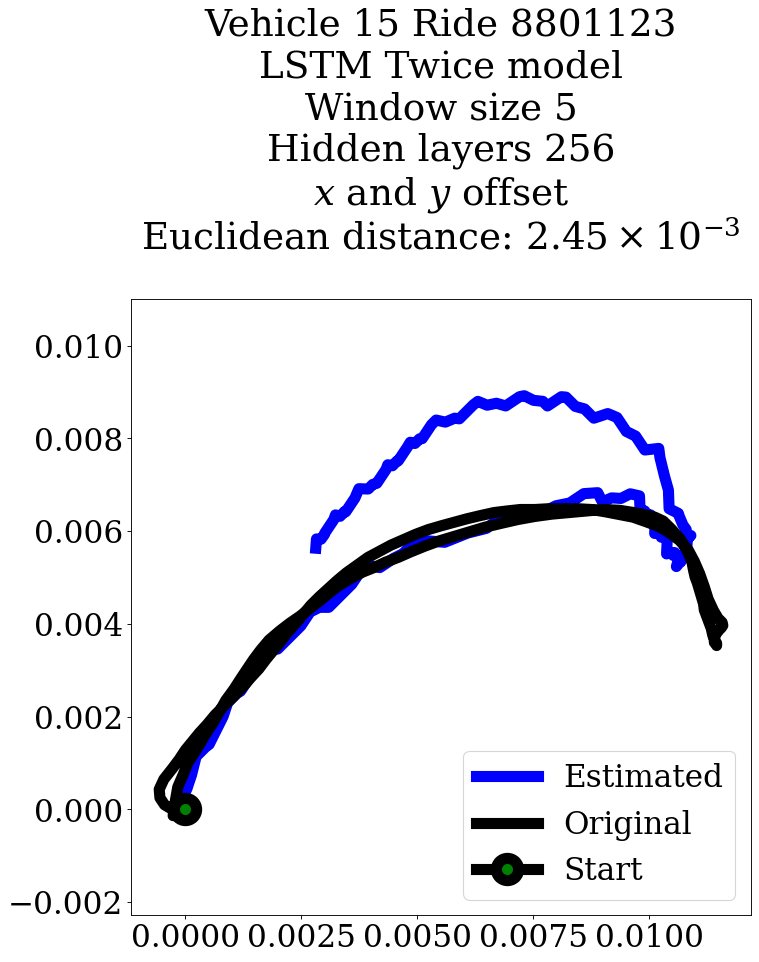 Vehicle 15 Ride 8801123
LSTM Twice model
Window size 5
Hidden layers 256
x and y offset
Euclidean distance: 2.45 × 10⁻³
0.010
0.008
0.006
0.004
0.002
0.000
−0.002
Estimated
Original
Start
0.0000 0.0025 0.0050 0.0075 0.0100